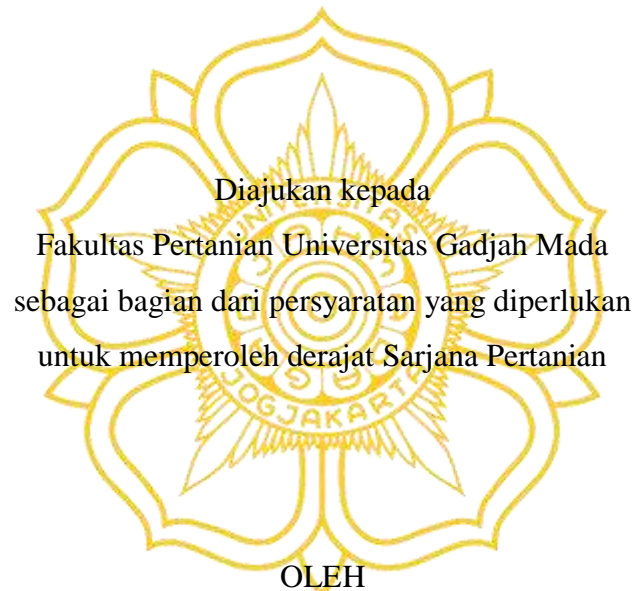 Diajukan kepada
Fakultas Pertanian Universitas Gadjah Mada
sebagai bagian dari persyaratan yang diperlukan
untuk memperoleh derajat Sarjana Pertanian
OLEH